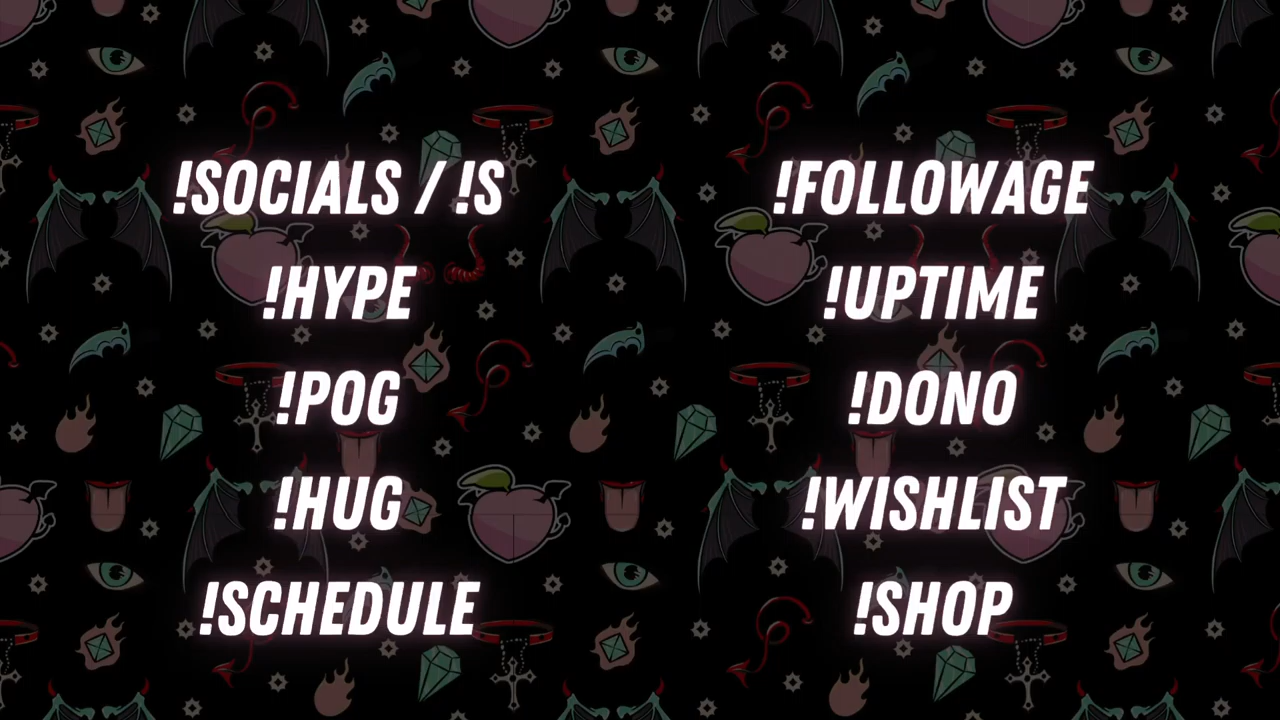 !SOCIALS / !S
!HYPE
!POG
!HUG
!SCHEDULE
!FOLLOWAGE
!UPTIME
!DONO
!WISHLIST
!SHOP